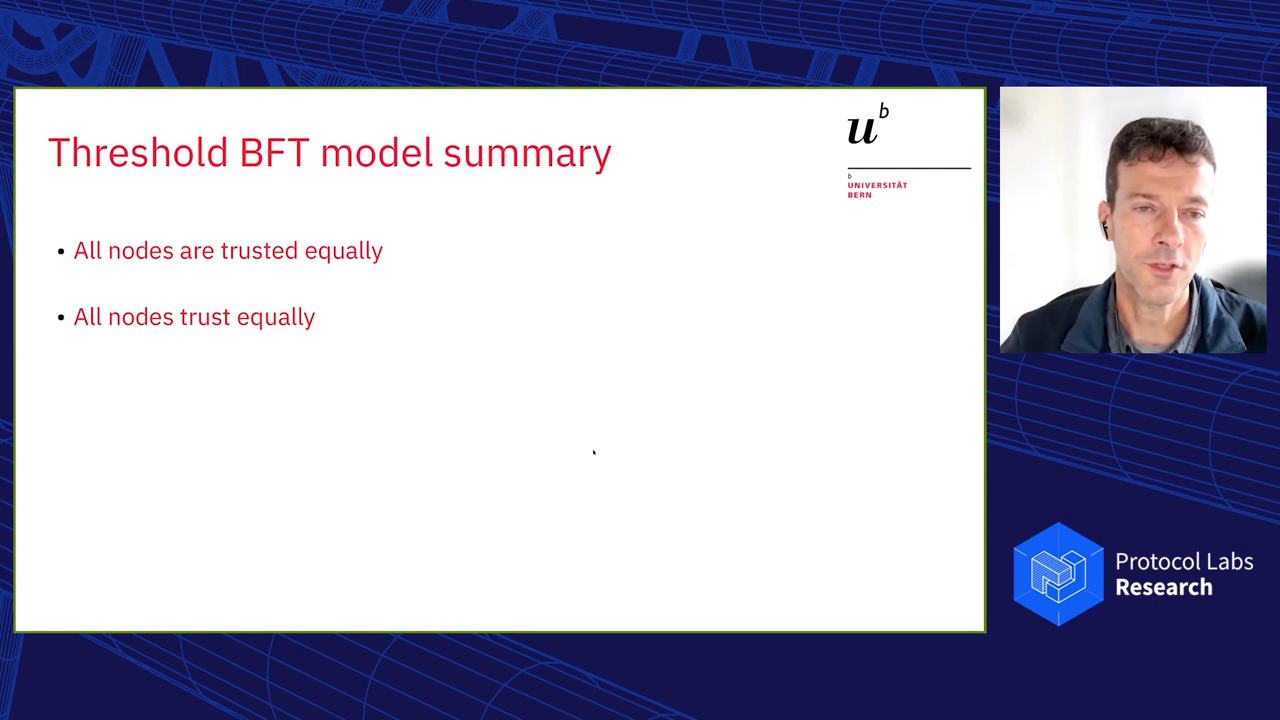 Threshold BFT model summary
• All nodes are trusted equally
• All nodes trust equally
u b
b
UNIVERSITÄT
BERN
Protocol Labs
Research